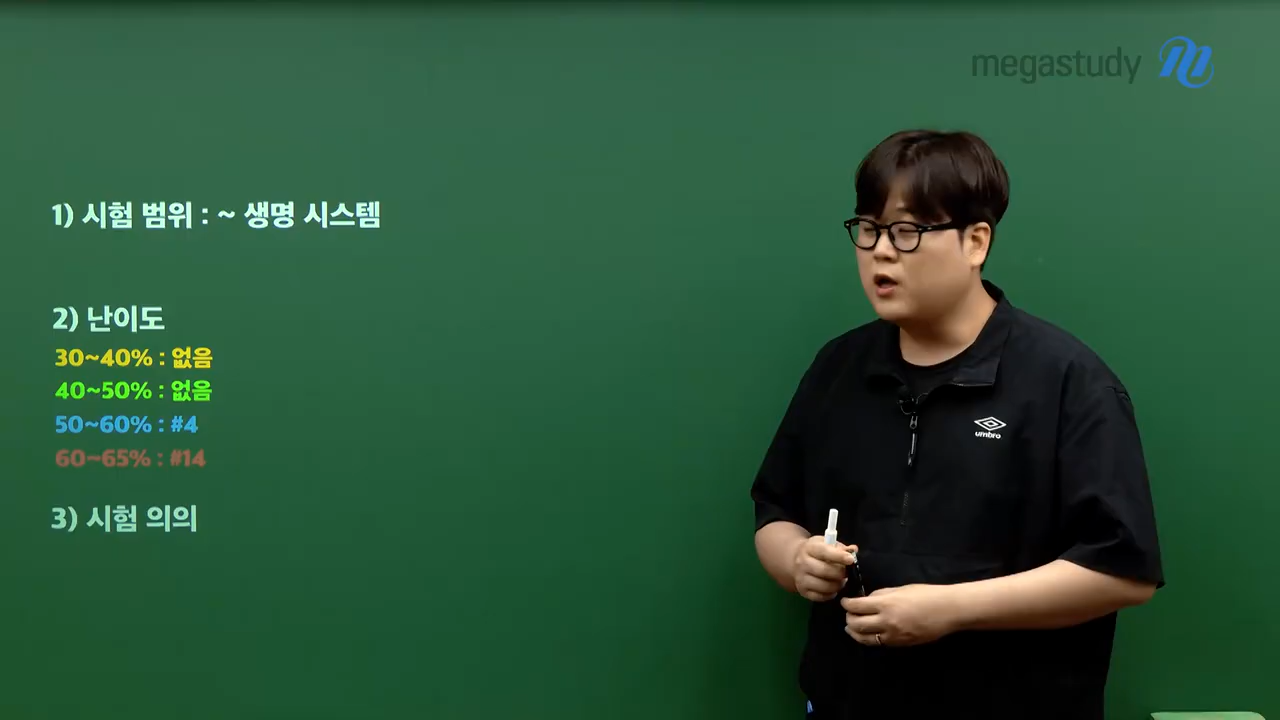 megastudy
1) 시험 범위 : ~ 생명 시스템
2) 난이도
30~40% : 없음
40~50% : 없음
50~60% : #4
60~65% : #14
3) 시험 의의
umbro